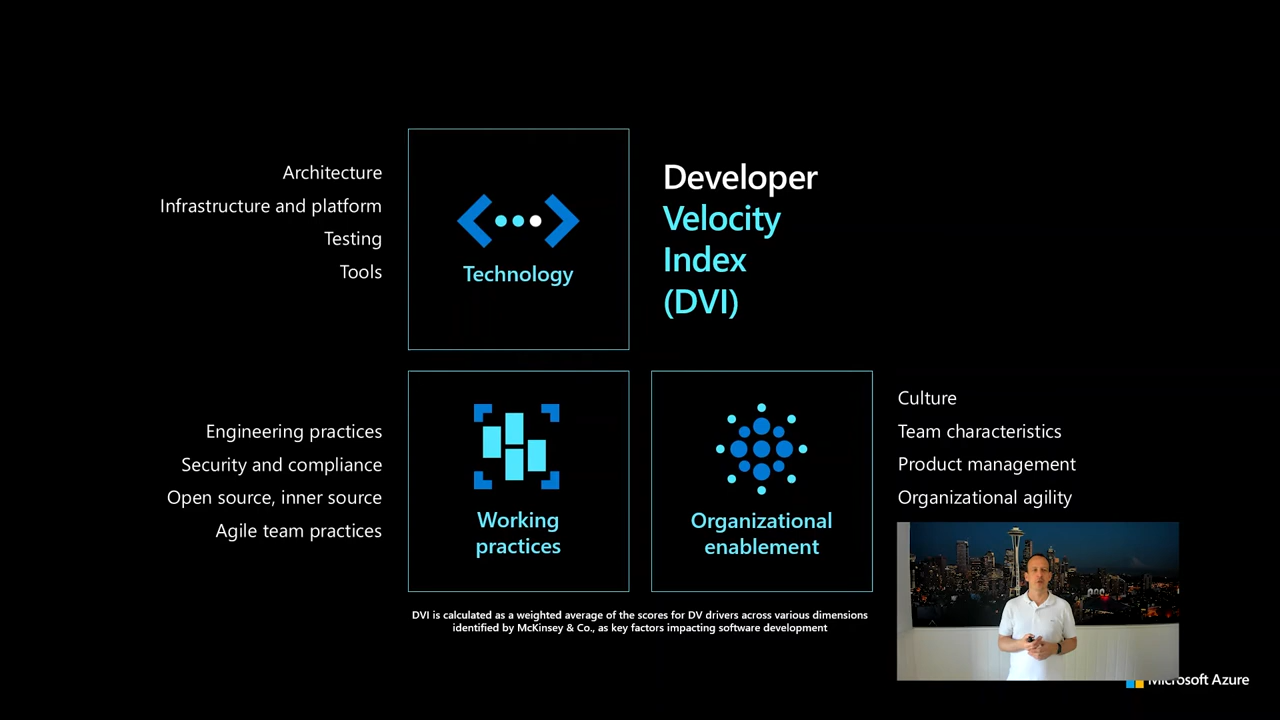 Architecture
Infrastructure and platform
Testing
Tools
Technology
Developer
Velocity
Index
(DVI)
Engineering practices
Security and compliance
Open source, inner source
Agile team practices
Working
practices
Organizational
enablement
Culture
Team characteristics
Product management
Organizational agility
DVI is calculated as a weighted average of the scores for DV drivers across various dimensions
identified by McKinsey & Co., as key factors impacting software development
Microsoft Azure